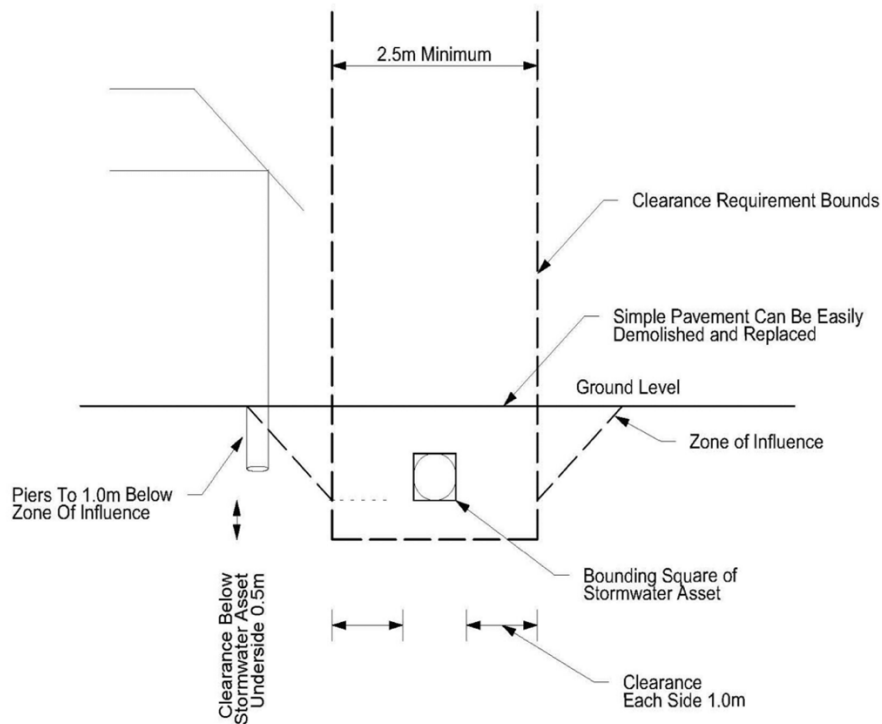 2.5m Minimum
Clearance Requirement Bounds
Simple Pavement Can Be Easily
Demolished and Replaced
Ground Level
Zone of Influence
Piers To 1.0m Below
Zone Of Influence
Bounding Square of
Stormwater Asset
Clearance Below
Stormwater Asset
Underside 0.5m
Clearance
Each Side 1.0m